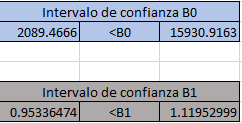 Intervalo de confianza B0
2089.4666 <B0 15930.9163
Intervalo de confianza B1
0.95336474 <B1 1.11952999